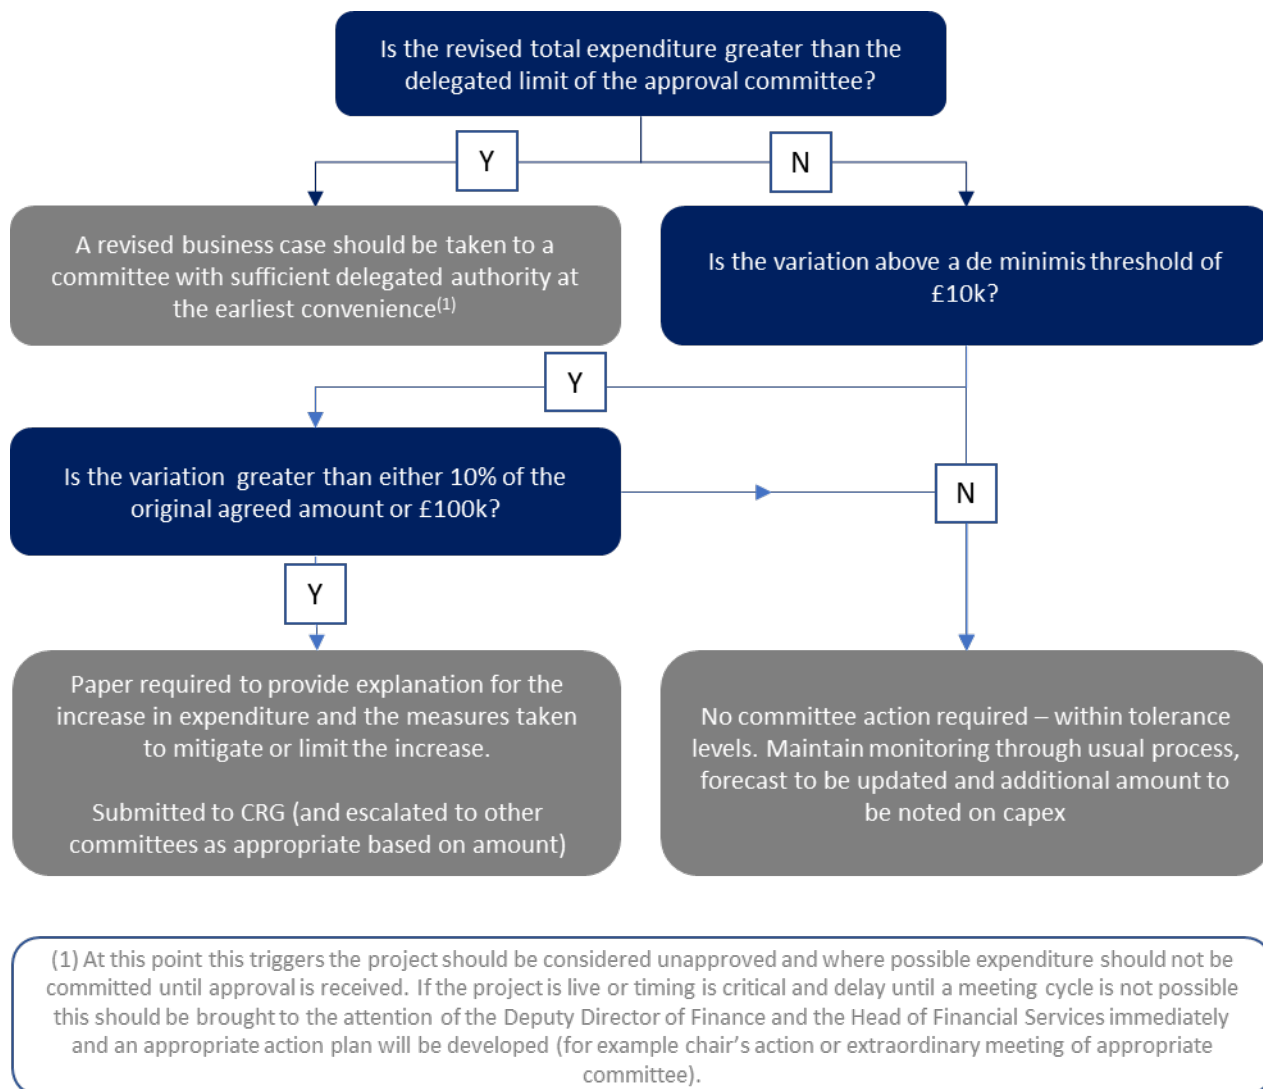 Is the revised total expenditure greater than the
delegated limit of the approval committee?
Y
N
A revised business case should be taken to a
committee with sufficient delegated authority at
the earliest convenience(1)
Is the variation above a de minimis threshold of
£10k?
Y
Is the variation  greater than either 10% of the
original agreed amount or £100k?
N
Y
Paper required to provide explanation for the
increase in expenditure and the measures taken
to mitigate or limit the increase.
Submitted to CRG (and escalated to other
committees as appropriate based on amount)
No committee action required – within tolerance
levels. Maintain monitoring through usual process,
forecast to be updated and additional amount to
be noted on capex
(1) At this point this triggers the project should be considered unapproved and where possible expenditure should not be
committed until approval is received. If the project is live or timing is critical and delay until a meeting cycle is not possible
this should be brought to the attention of the Deputy Director of Finance and the Head of Financial Services immediately
and an appropriate action plan will be developed (for example chair's action or extraordinary meeting of appropriate
committee).